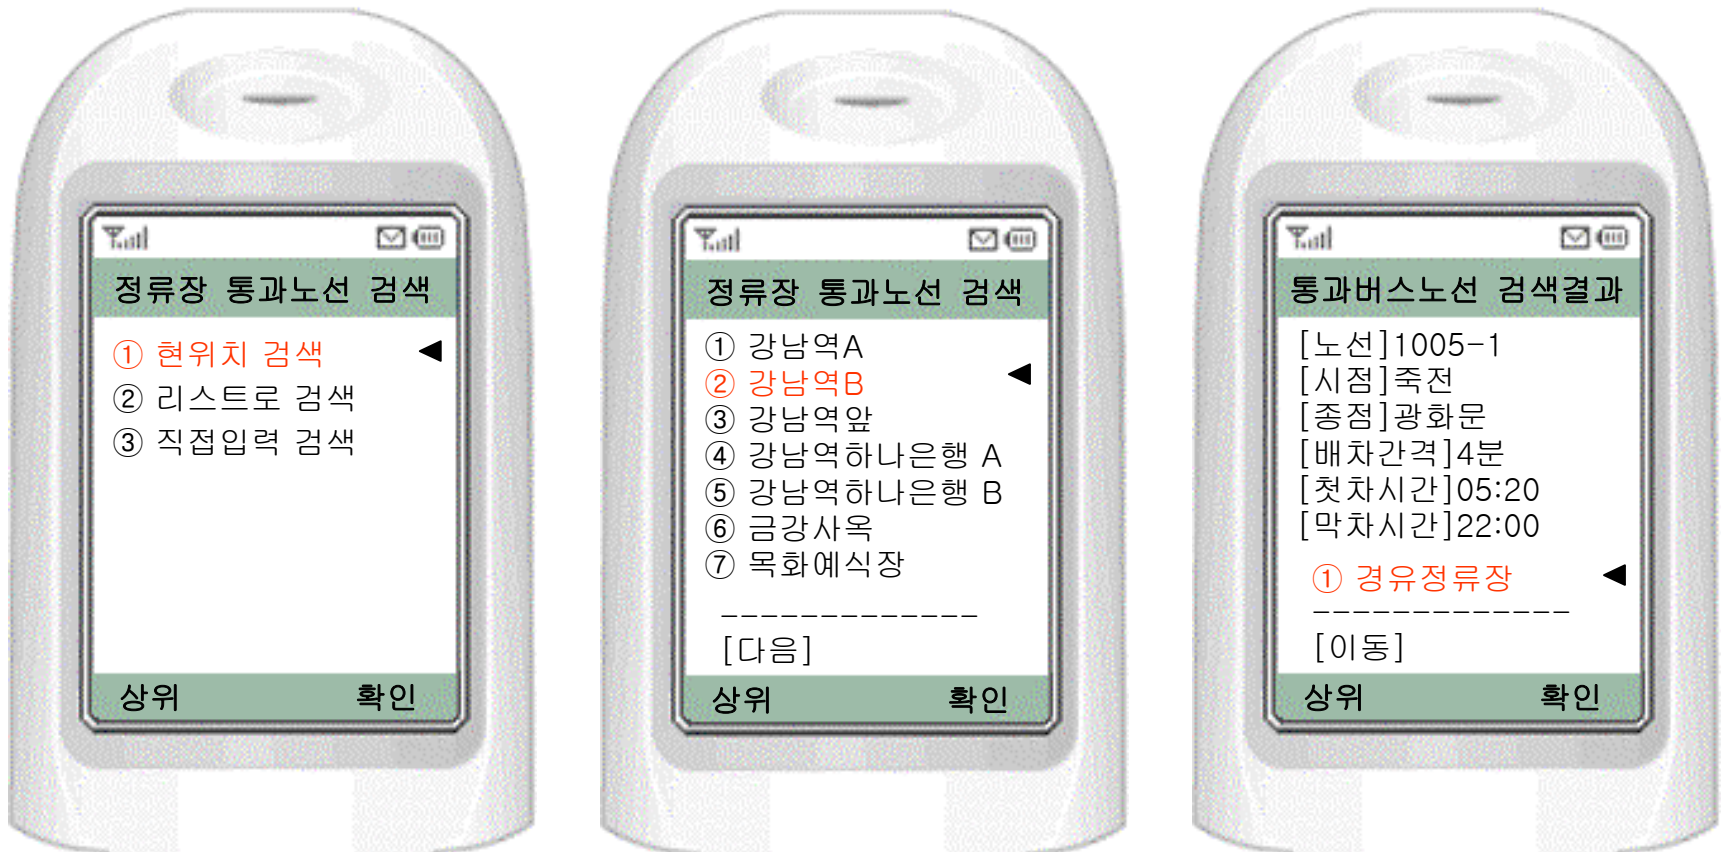 정류장 통과노선 검색
① 현위치 검색
② 리스트로 검색
③ 직접입력 검색
상위 확인
정류장 통과노선 검색
① 강남역A
② 강남역B
③ 강남역앞
④ 강남역하나은행 A
⑤ 강남역하나은행 B
⑥ 금강사옥
⑦ 목화예식장
-------------
[다음]
상위 확인
통과버스노선 검색결과
[노선]1005-1
[시점]죽전
[종점]광화문
[배차간격]4분
[첫차시간]05:20
[막차시간]22:00
① 경유정류장
-------------
[이동]
상위 확인